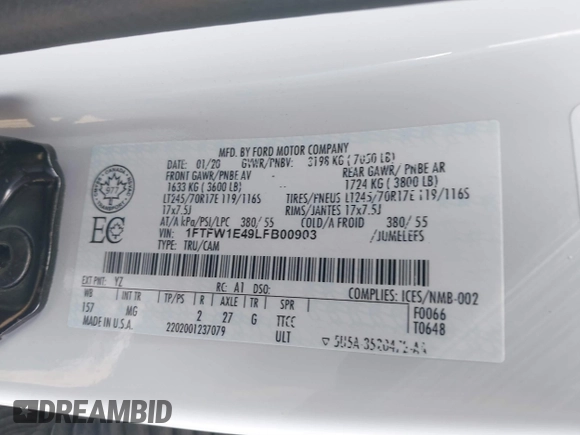 MFD. BY FORD MOTOR COMPANY
DATE: 01/20 GVWR/PNBV: 3198 KG ( 7050 LB)
FRONT GAWR/PNBE AV REAR GAWR/ PNBE AR
1633 KG ( 3600 LB) 1724 KG ( 3800 LB)
LT245/70R17E 119/116S TIRES/PNEUS LT245/70R17E 119/116S
17x7.5J RIMS/JANTES 17x7.5J
AT/A kPa/PSI/LPC 380/ 55 COLD/A FROID 380/ 55
VIN: 1FTFW1E49LFB00903 /JUMELEES
TYPE: TRU/CAM
EC
EXT PNT: YZ RC: A1 DSO: COMPLIES: ICES/NMB-002
WB INT TR TP/PS R AXLE TR SPR F0066
157 MG 2 27 G T0648
ULT
MADE IN U.S.A. 2202001237079
DREAMBID